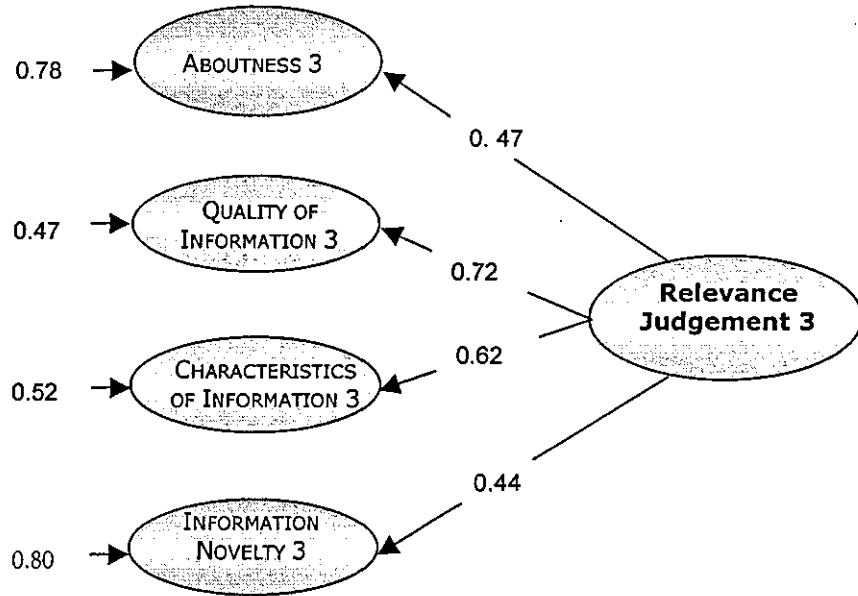 0.78
ABOUTNESS 3
0. 47
0.47
QUALITY OF
INFORMATION 3
0.72
Relevance
Judgement 3
0.62
0.52
CHARACTERISTICS
OF INFORMATION 3
0.44
0.80
INFORMATION
NOVELTY 3